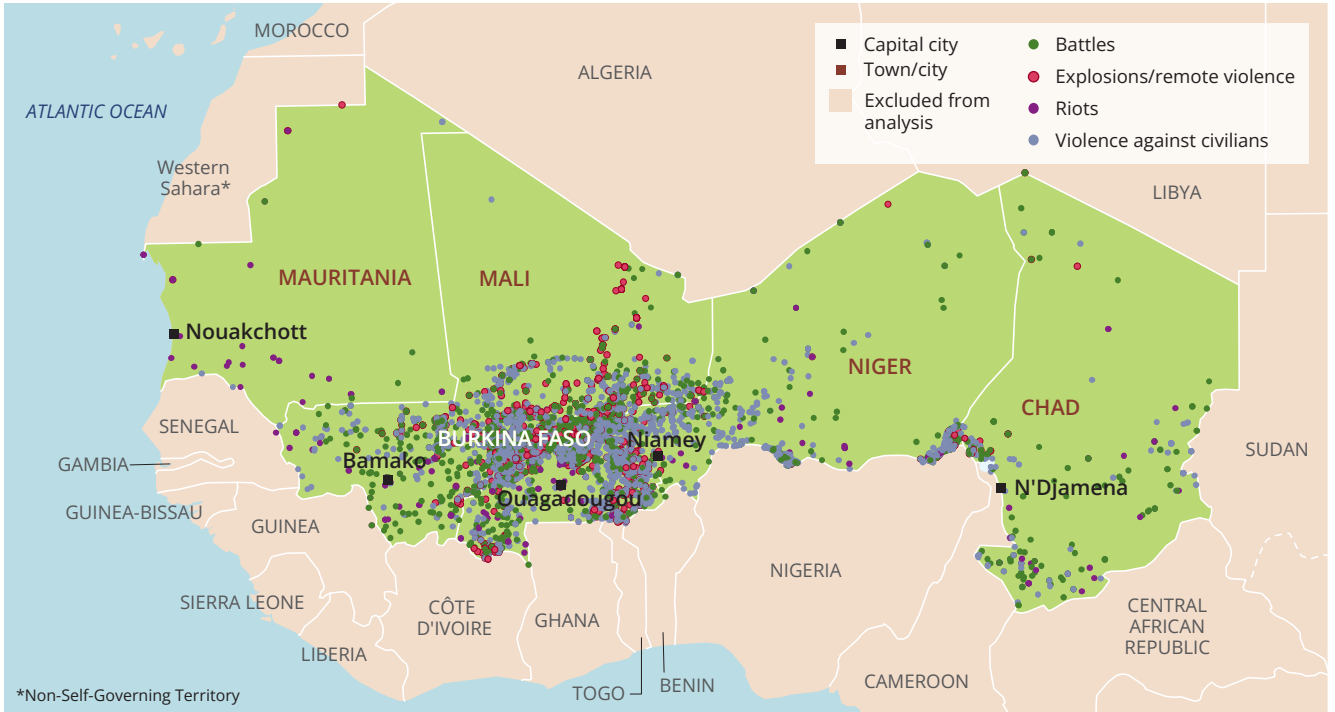 MOROCCO
ALGERIA
ATLANTIC OCEAN
Western
Sahara*
LIBYA
Capital city
Town/city
Excluded from
analysis
Battles
Explosions/remote violence
Riots
Violence against civilians
MAURITANIA
MALI
Nouakchott
NIGER
CHAD
SENEGAL
BURKINA FASO
Niamey
SUDAN
GAMBIA
Bamako
N'Djamena
Ouagadougou
GUINEA-BISSAU
GUINEA
NIGERIA
SIERRA LEONE
CÔTE
D'IVOIRE
GHANA
CENTRAL
AFRICAN
REPUBLIC
LIBERIA
TOGO
BENIN
CAMEROON
*Non-Self-Governing Territory